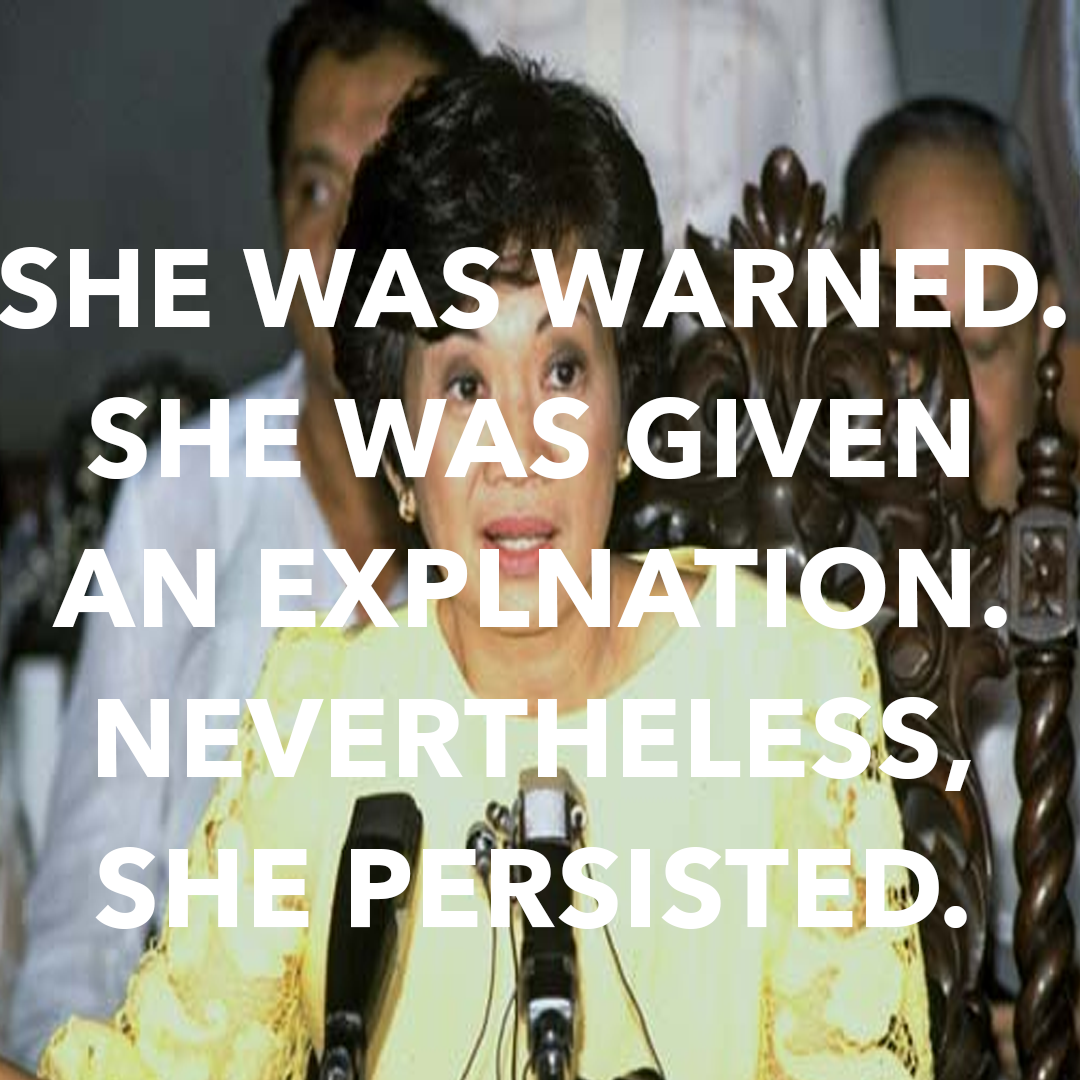 SHE WAS WARNED.
SHE WAS GIVEN
AN EXPLNATION.
NEVERTHELESS,
SHE PERSISTED.